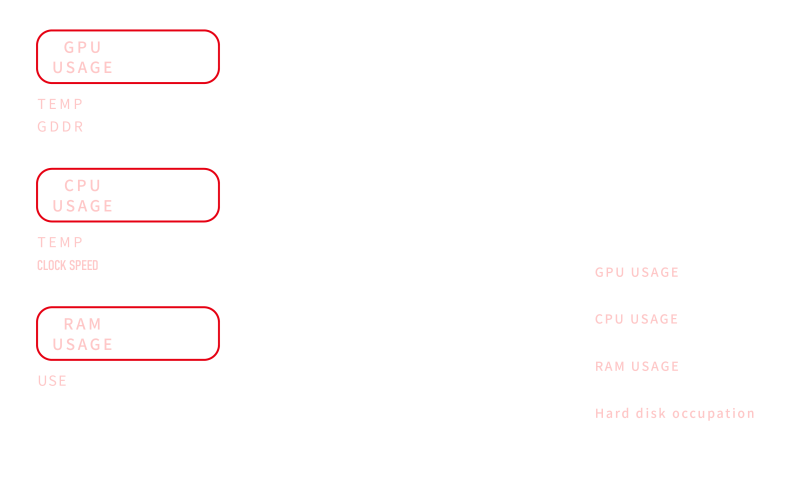 GPU
USAGE
TEMP
GDDR
CPU
USAGE
TEMP
CLOCK SPEED
RAM
USAGE
USE
GPU USAGE
CPU USAGE
RAM USAGE
Hard disk occupation